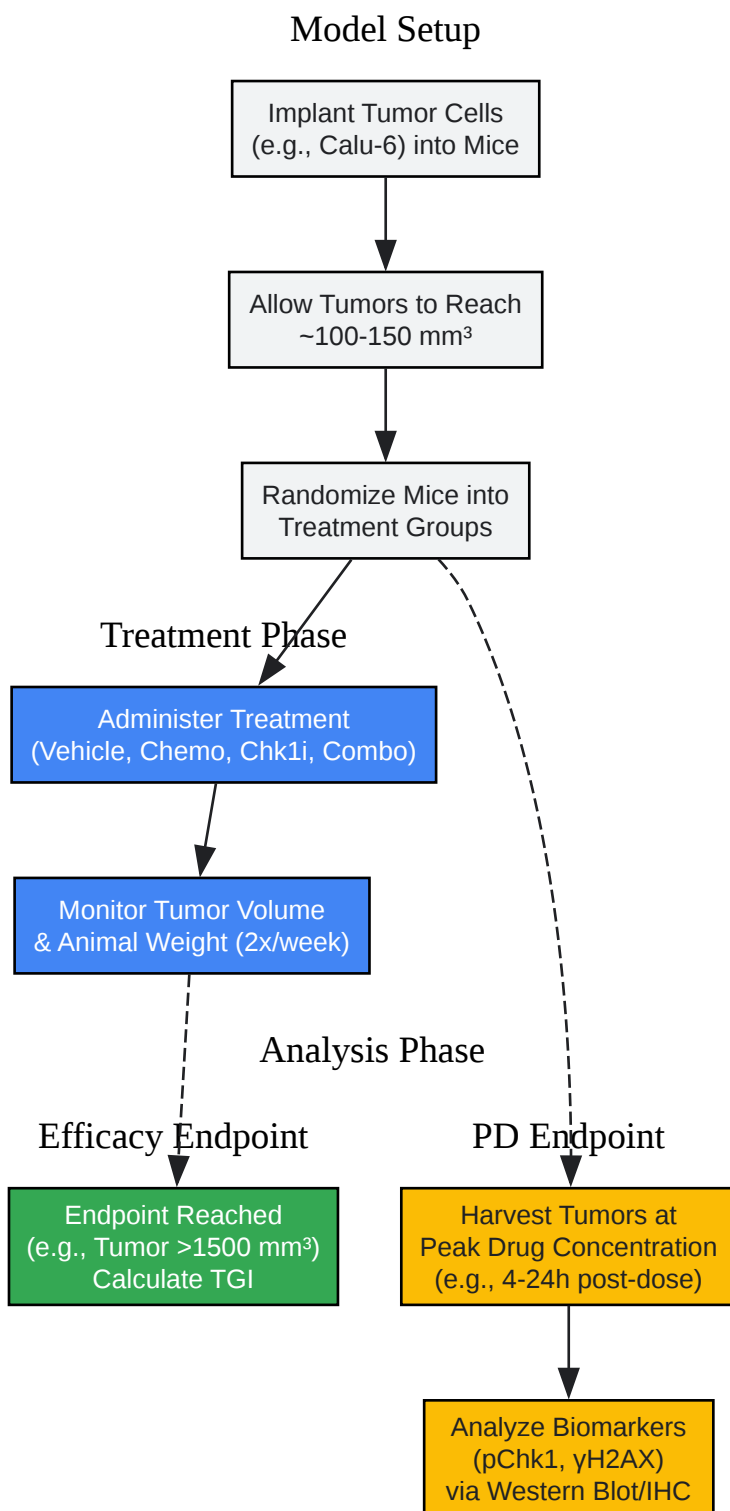 Model Setup
Implant Tumor Cells
(e.g., Calu-6) into Mice
Allow Tumors to Reach
~100-150 mm³
Randomize Mice into
Treatment Groups
Treatment Phase
Administer Treatment
(Vehicle, Chemo, Chk1i, Combo)
Monitor Tumor Volume
& Animal Weight (2x/week)
Analysis Phase
Efficacy Endpoint
Endpoint Reached
(e.g., Tumor >1500 mm³)
Calculate TGI
PD Endpoint
Harvest Tumors at
Peak Drug Concentration
(e.g., 4-24h post-dose)
Analyze Biomarkers
(pChk1, γH2AX)
via Western Blot/IHC